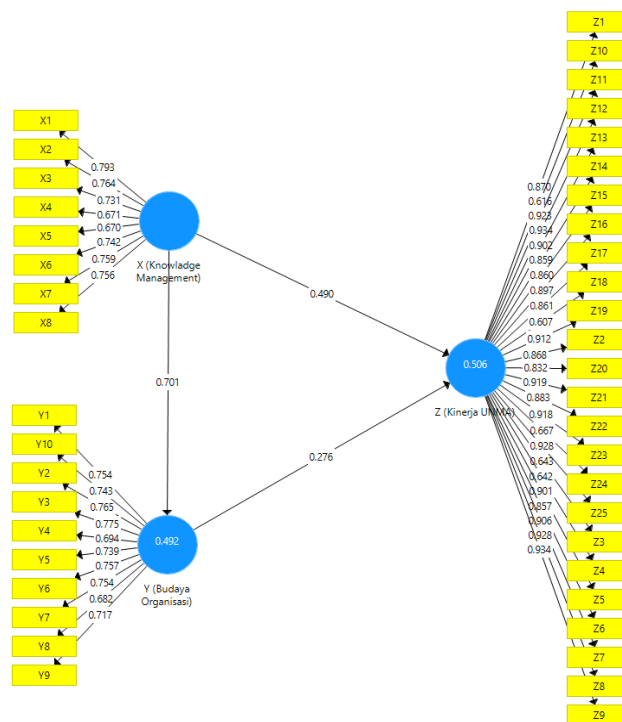 X1
X2
X3
X4
X5
X6
X7
X8
0.793
0.764
0.731
0.671
0.670
0.742
0.759
0.756
X (Knowladge
Management)
0.490
0.701
0.276
Y1
Y10
Y2
Y3
Y4
Y5
Y6
Y7
Y8
Y9
0.754
0.743
0.765
0.775
0.694
0.739
0.757
0.754
0.682
0.717
0.492
Y (Budaya
Organisasi)
0.506
Z (Kinerja UNMA)
0.870
0.616
0.923
0.934
0.902
0.859
0.860
0.897
0.861
0.607
0.912
0.868
0.832
0.919
0.883
0.918
0.667
0.928
0.643
0.642
0.901
0.857
0.906
0.928
0.934
Z1
Z10
Z11
Z12
Z13
Z14
Z15
Z16
Z17
Z18
Z19
Z2
Z20
Z21
Z22
Z23
Z24
Z25
Z3
Z4
Z5
Z6
Z7
Z8
Z9